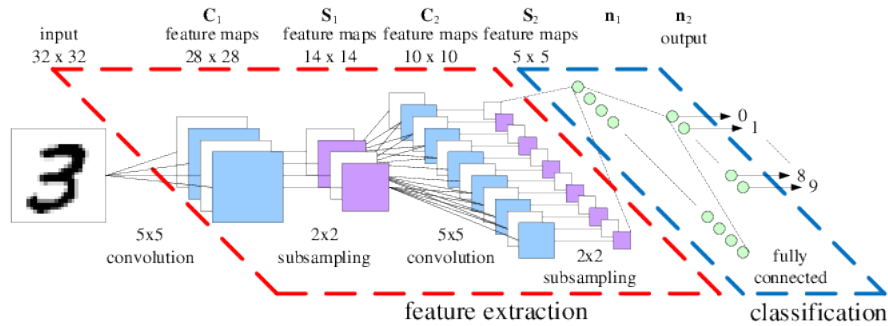 C₁
S₁
C₂
S₂
n₁
n₂
input
feature maps
feature maps
feature maps
feature maps
output
32 x 32
28 x 28
14 x 14
10 x 10
5 x 5
0
1
8
9
5x5
convolution
2x2
subsampling
5x5
convolution
2x2
subsampling
fully
connected
feature extraction
classification